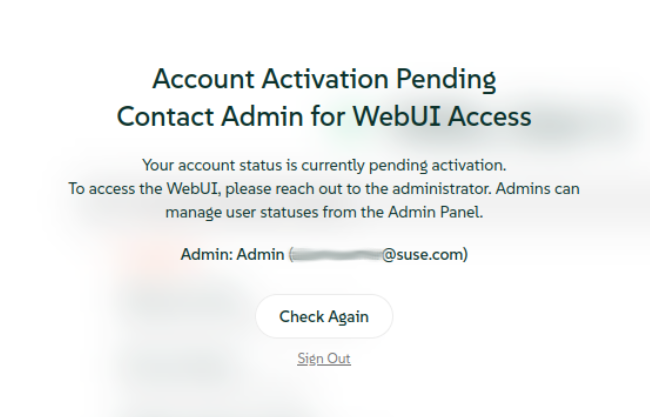 Account Activation Pending
Contact Admin for WebUI Access
Your account status is currently pending activation.
To access the WebUI, please reach out to the administrator. Admins can
manage user statuses from the Admin Panel.
Admin: Admin (@suse.com)
Check Again
Sign Out